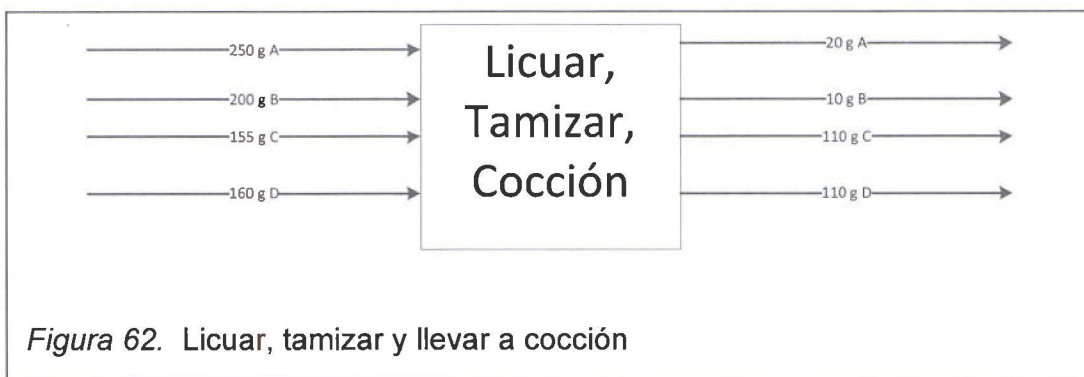 250 g A
200 g B
155 g C
160 g D
Licuar,
Tamizar,
Cocción
20 g A
10 g B
110 g C
110 g D
Figura 62. Licuar, tamizar y llevar a cocción